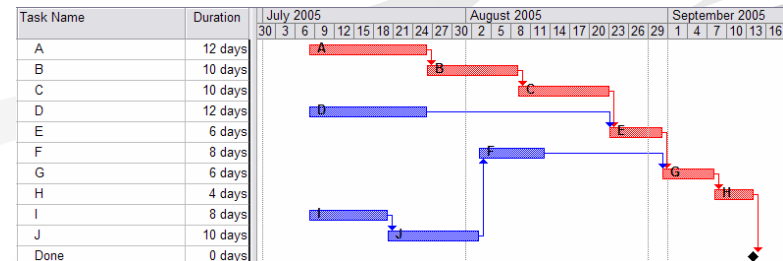 Task Name Duration July 2005 August 2005 September 2005
30 3 6 9 12 15 18 21 24 27 30 2 5 8 11 14 17 20 23 26 29 1 4 7 10 13 16
A 12 days A
B 10 days B
C 10 days C
D 12 days D
E 6 days E
F 8 days F
G 6 days G
H 4 days H
I 8 days I
J 10 days J
Done 0 days